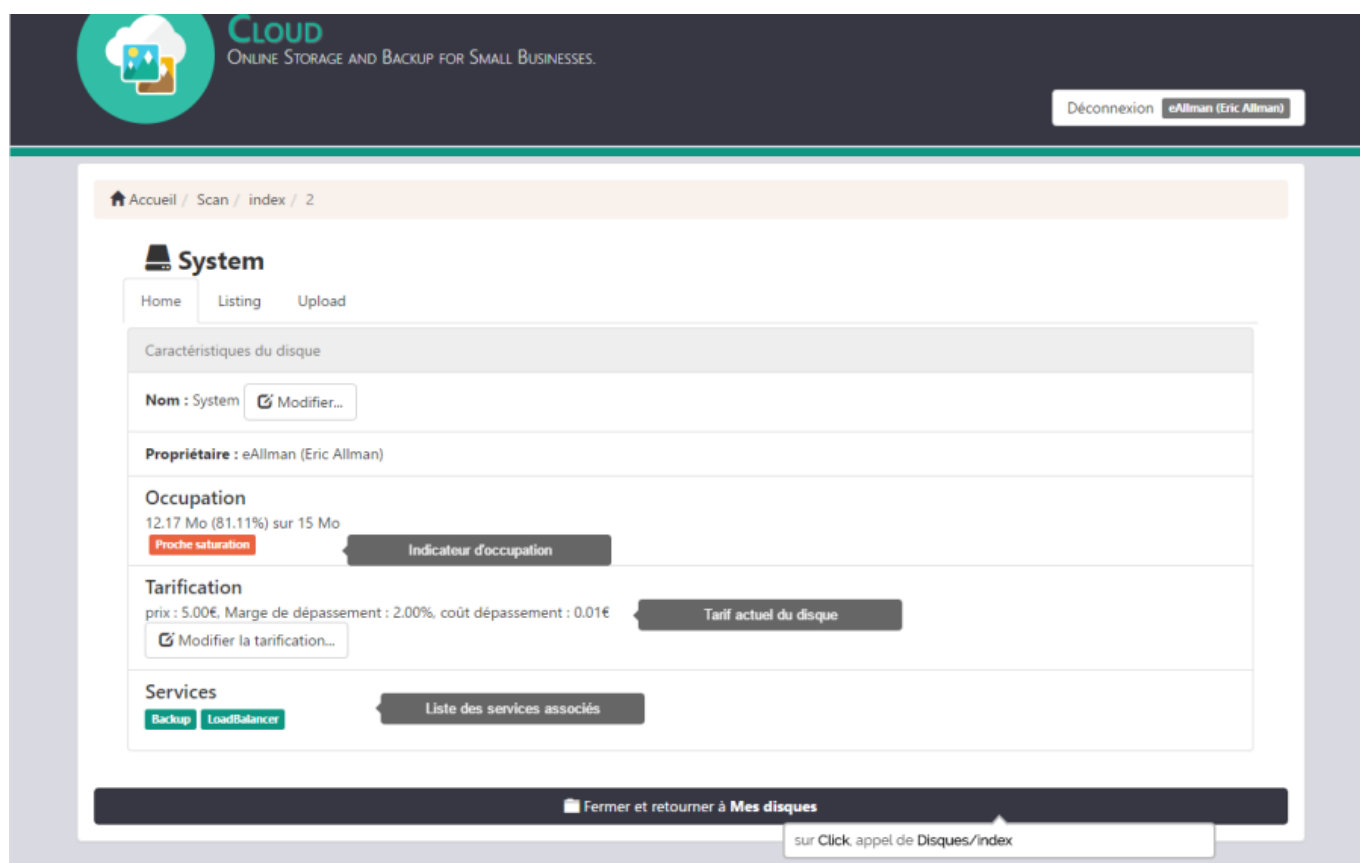 CLOUD
ONLINE STORAGE AND BACKUP FOR SMALL BUSINESSES.
Déconnexion eAllman (Eric Allman)
Accueil / Scan / index / 2
System
Home Listing Upload
Caractéristiques du disque
Nom : System Modifier...
Propriétaire : eAllman (Eric Allman)
Occupation
12.17 Mo (81.11%) sur 15 Mo
Proche saturation Indicateur d'occupation
Tarification
prix : 5.00€, Marge de dépassement : 2.00%, coût dépassement : 0.01€ Tarif actuel du disque
Modifier la tarification...
Services
Backup LoadBalancer Liste des services associés
Fermer et retourner à Mes disques
sur Click, appel de Disques/index